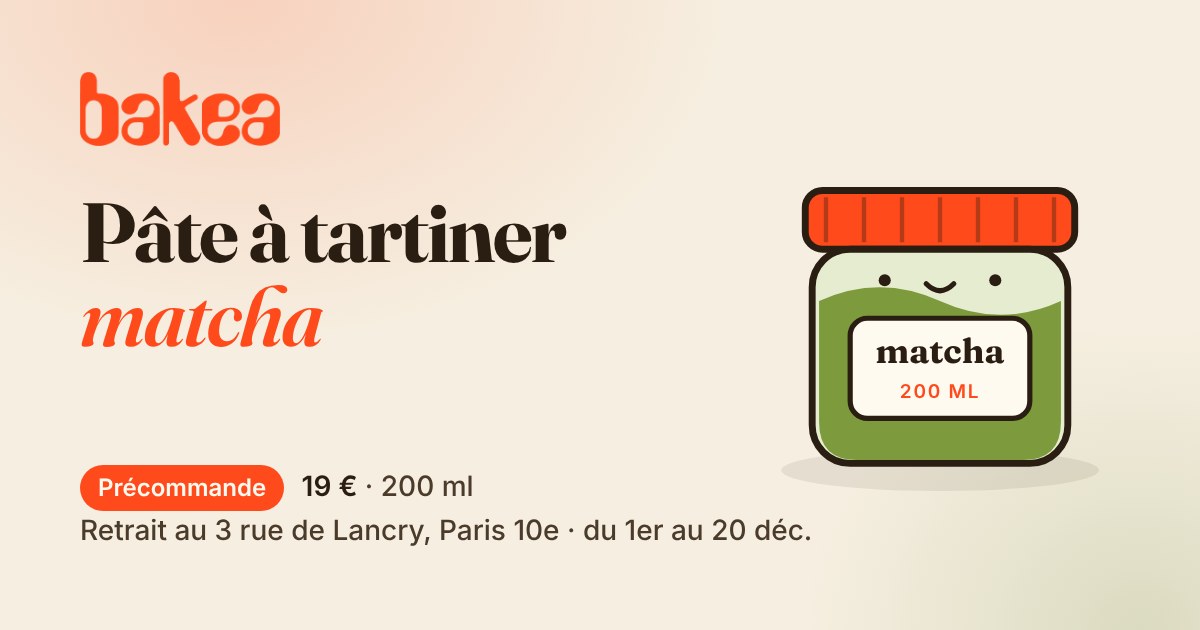 bakea
Pâte à tartiner
matcha
matcha
200 ML
Précommande 19 € · 200 ml
Retrait au 3 rue de Lancry, Paris 10e · du 1er au 20 déc.